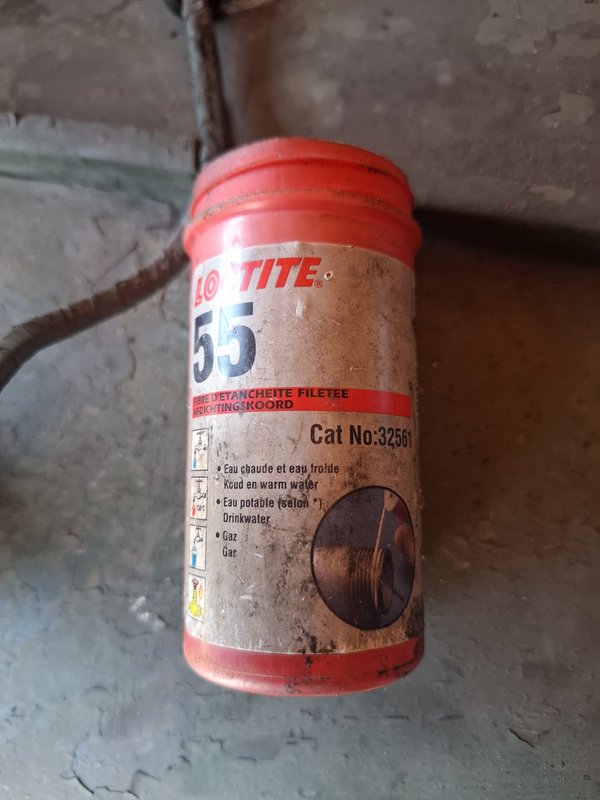 LOCTITE®
55
FIBRE D'ETANCHEITE FILETEE
AFDICHTINGSKOORD
Cat No:32561
• Eau chaude et eau froide
Koud en warm water
• Eau potable (selon *)
Drinkwater
• Gaz
Gas